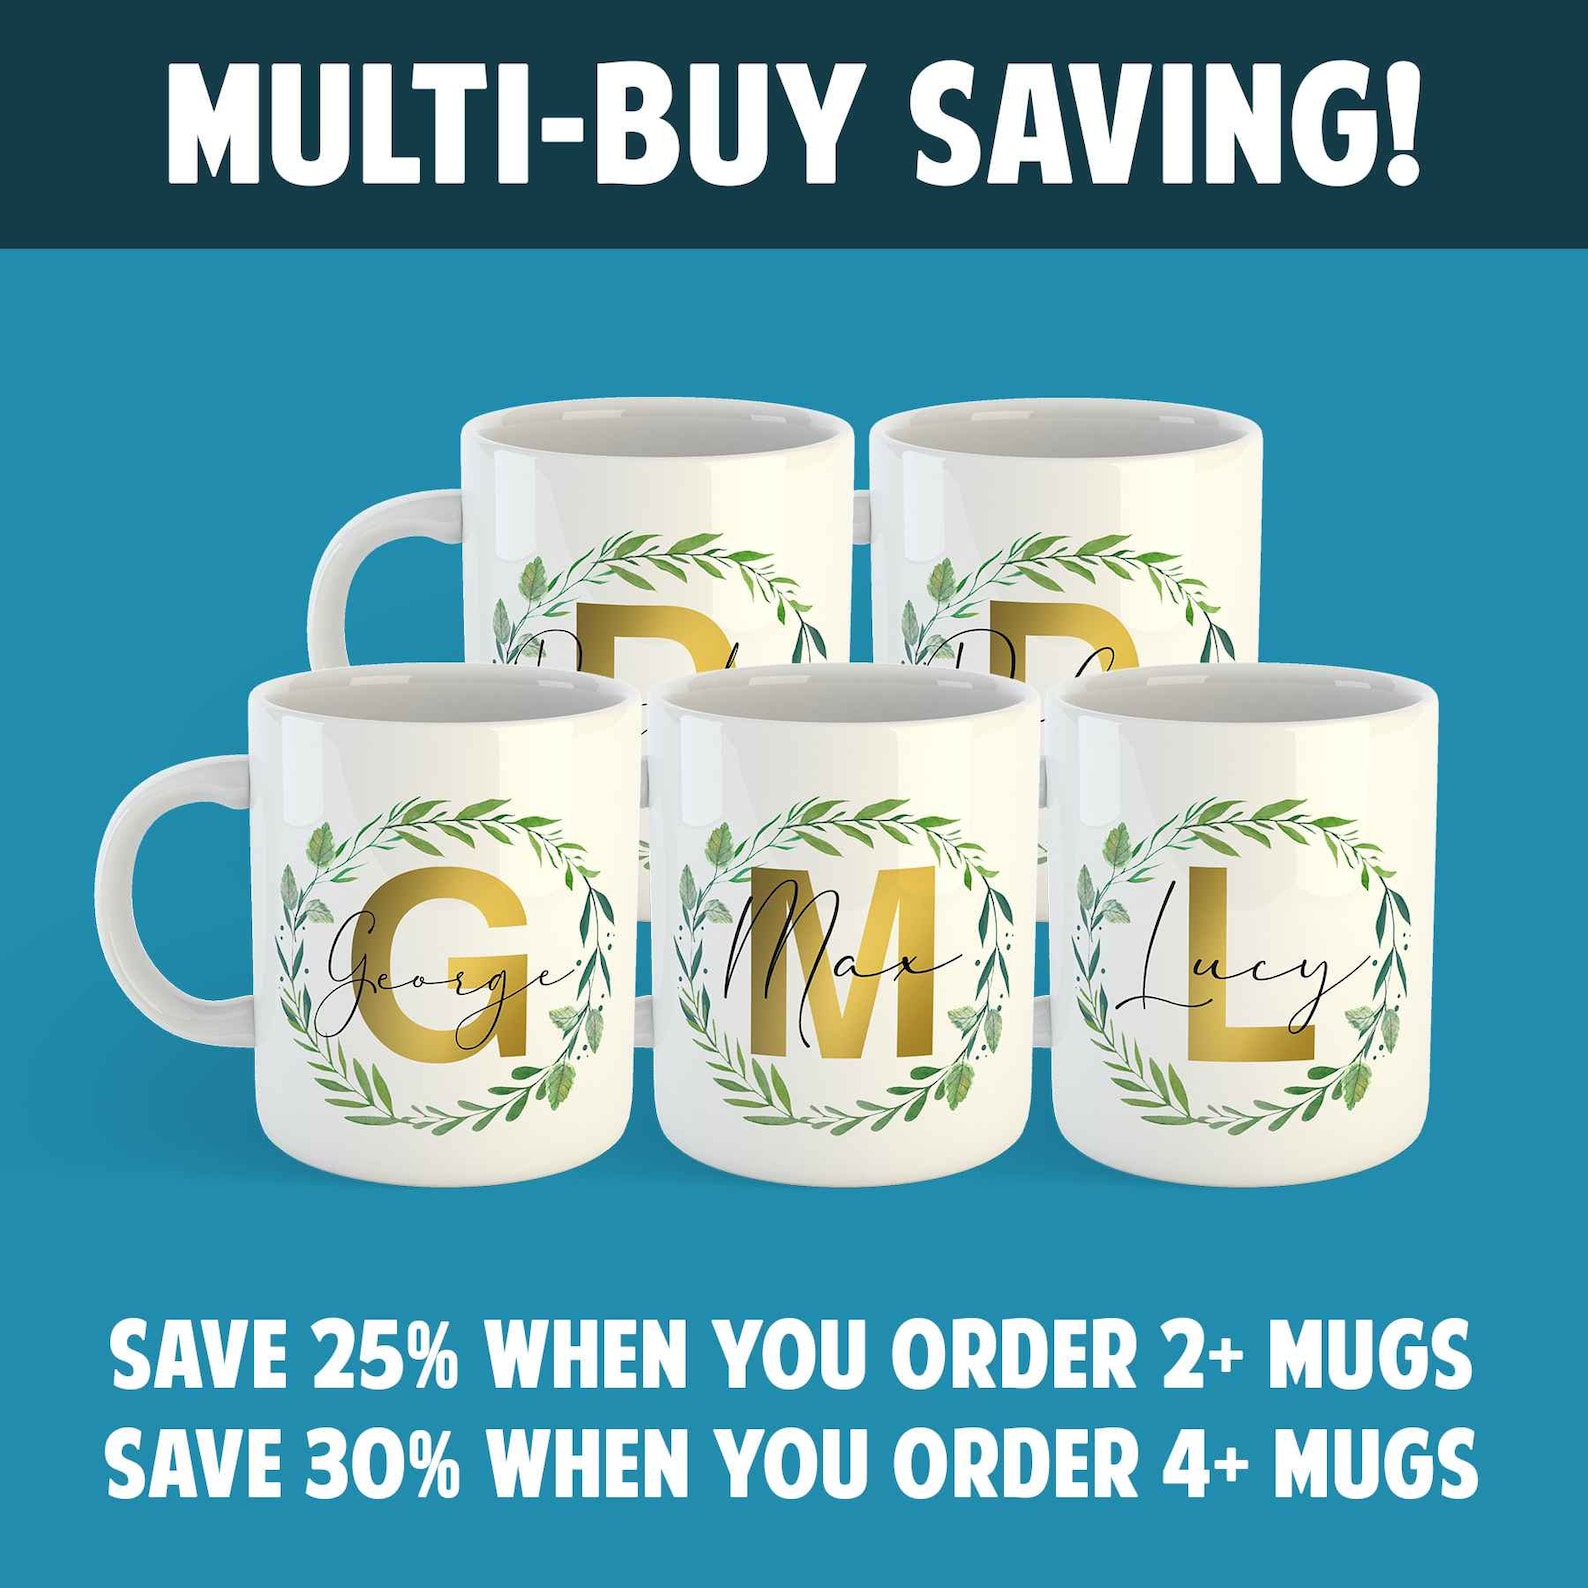 MULTI-BUY SAVING!
G
George
M
Max
L
Lucy
SAVE 25% WHEN YOU ORDER 2+ MUGS
SAVE 30% WHEN YOU ORDER 4+ MUGS